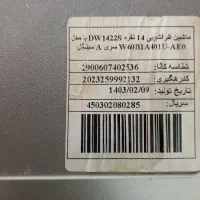 ماشین ظرفشویی 14 نفره DW1422S با مدل
W60B1A401U-AE0 سری A سیلور
شناسه کالا: 2900607402536
کد رهگیری: 2023259992132
تاریخ تولید: 1403/02/09
سریال: 450302080285